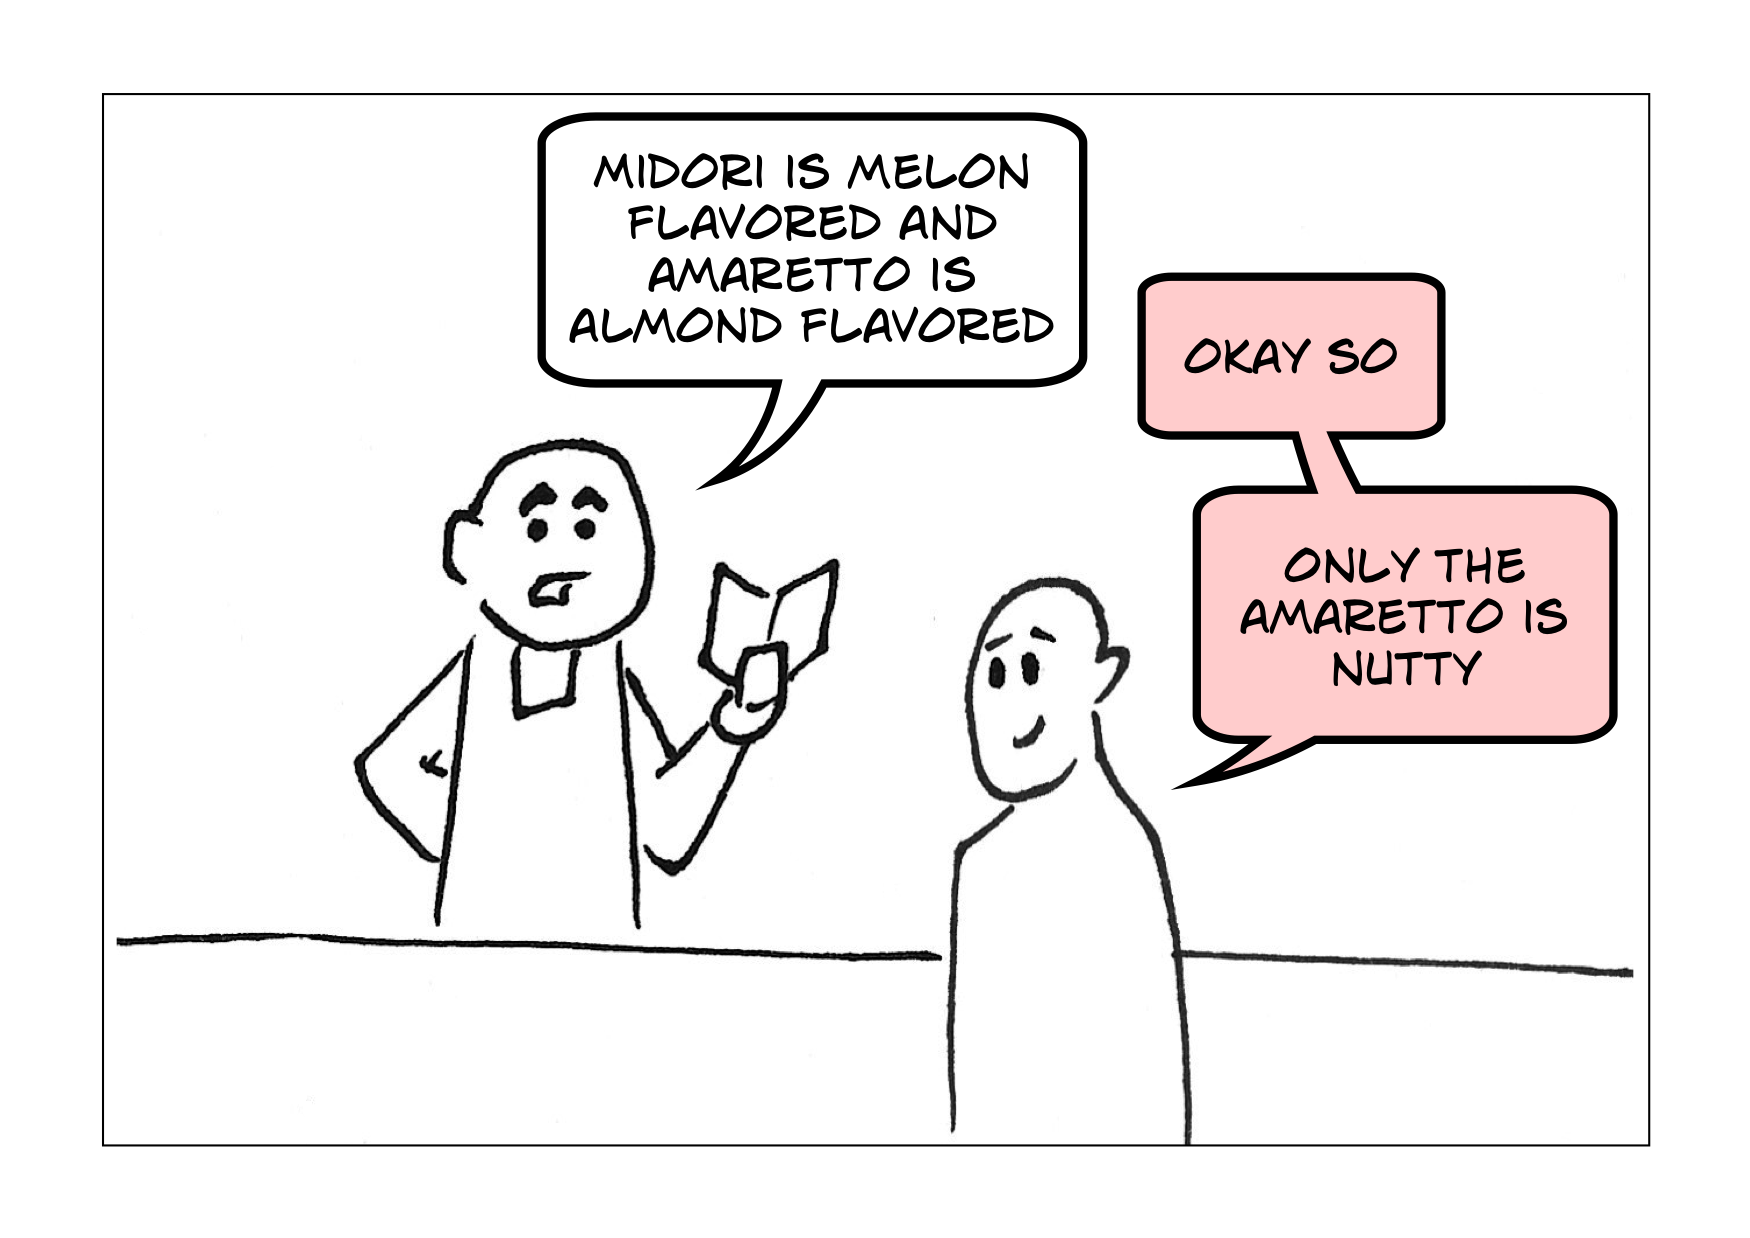 MIDORI IS MELON
FLAVORED AND
AMARETTO IS
ALMOND FLAVORED
OKAY SO
ONLY THE
AMARETTO IS
NUTTY